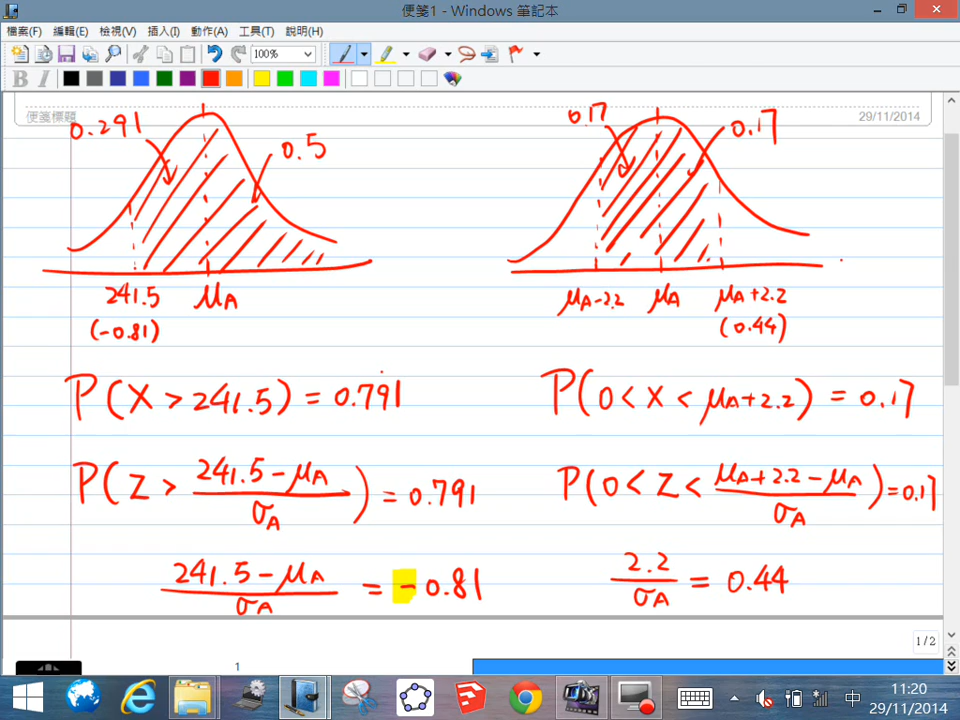 便箋1 - Windows 筆記本
檔案(F) 編輯(E) 檢視(V) 插入(I) 動作(A) 工具(T) 說明(H)
100%
B I
便箋標題
29/11/2014
0.291
0.5
0.17
0.17
241.5 μA
(-0.81)
μA-2.2 μA μA+2.2
(0.44)
P(X > 241.5) = 0.791
P(0 < X < μA+2.2) = 0.17
P(Z > (241.5 - μA)/σA) = 0.791
P(0 < Z < (μA+2.2 - μA)/σA) = 0.17
(241.5 - μA)/σA = -0.81
2.2/σA = 0.44
1 / 2
1
中
11:20
29/11/2014